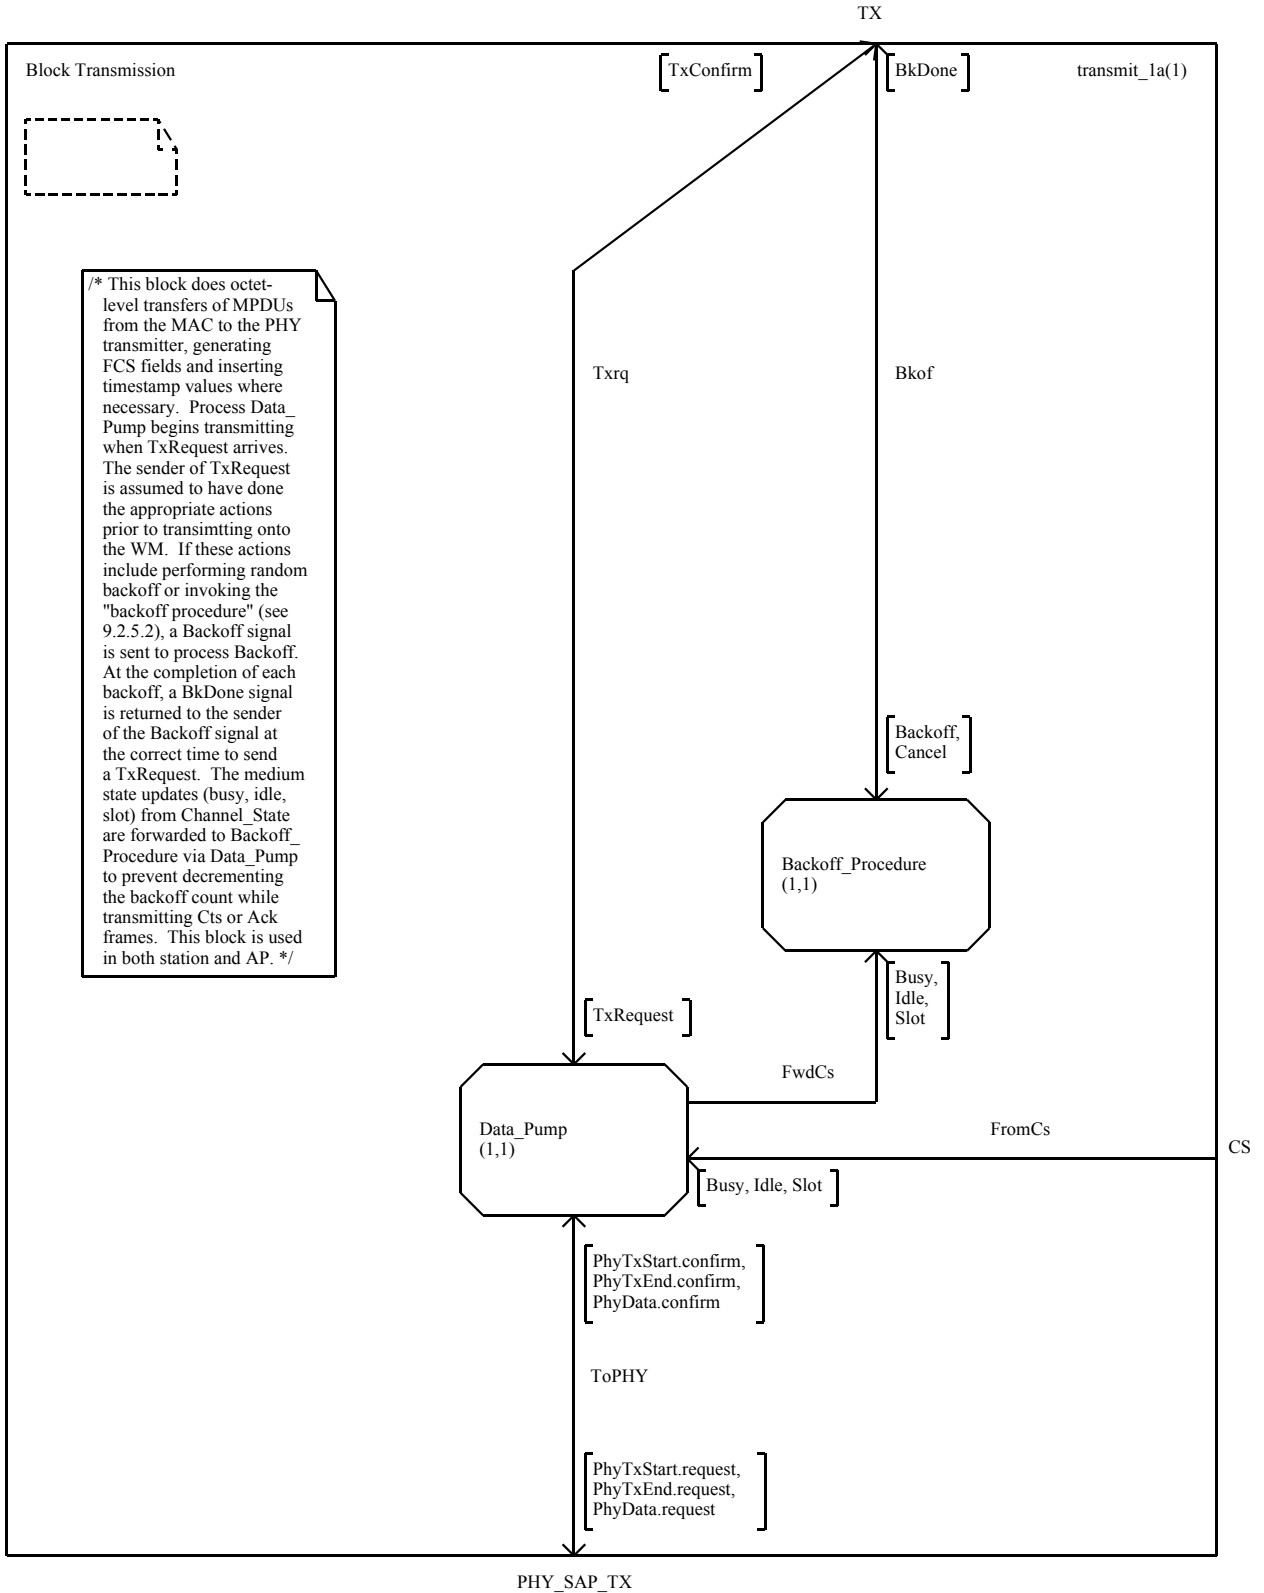 TX
Block Transmission
TxConfirm
BkDone
transmit_1a(1)
/* This block does octet-
level transfers of MPDUs
from the MAC to the PHY
transmitter, generating
FCS fields and inserting
timestamp values where
necessary.  Process Data_
Pump begins transmitting
when TxRequest arrives.
The sender of TxRequest
is assumed to have done
the appropriate actions
prior to transimtting onto
the WM.  If these actions
include performing random
backoff or invoking the
"backoff procedure" (see
9.2.5.2), a Backoff signal
is sent to process Backoff.
At the completion of each
backoff, a BkDone signal
is returned to the sender
of the Backoff signal at
the correct time to send
a TxRequest.  The medium
state updates (busy, idle,
slot) from Channel_State
are forwarded to Backoff_
Procedure via Data_Pump
to prevent decrementing
the backoff count while
transmitting Cts or Ack
frames.  This block is used
in both station and AP. */
Txrq
Bkof
Backoff,
Cancel
Backoff_Procedure
(1,1)
Busy,
Idle,
Slot
TxRequest
FwdCs
Data_Pump
(1,1)
FromCs
CS
Busy, Idle, Slot
PhyTxStart.confirm,
PhyTxEnd.confirm,
PhyData.confirm
ToPHY
PhyTxStart.request,
PhyTxEnd.request,
PhyData.request
PHY_SAP_TX